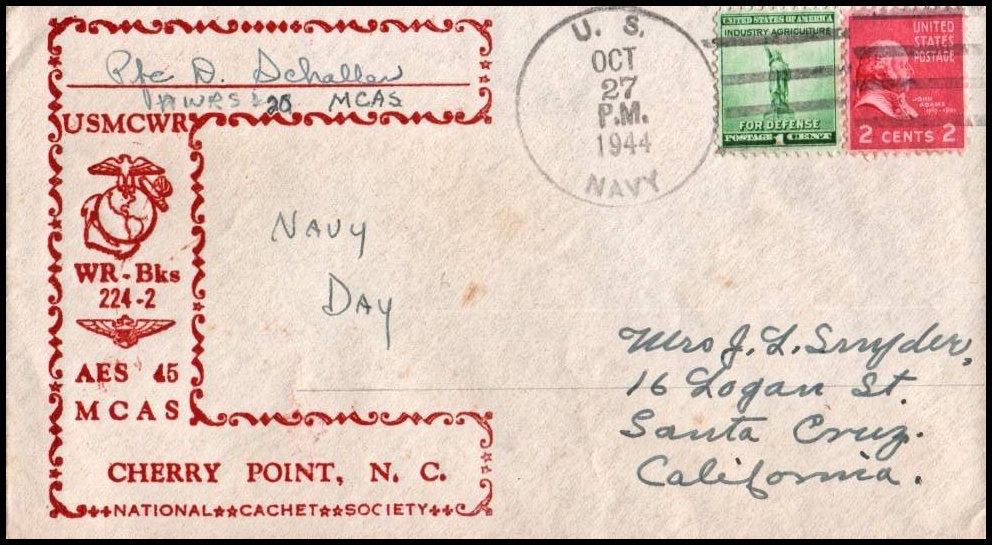 Pfc D. Schallen
20 MCAS
USMCWR
WR-Bks
224-2
AES 45
MCAS
CHERRY POINT, N. C.
NATIONAL CACHET SOCIETY
NAVY
DAY
U. S.
OCT
27
P.M.
1944
NAVY
UNITED STATES OF AMERICA
INDUSTRY AGRICULTURE
FOR DEFENSE
POSTAGE 1 CENT
UNITED
STATES
POSTAGE
JOHN
ADAMS
2 CENTS 2
Mrs J. L. Snyder,
16 Logan St.
Santa Cruz.
California.